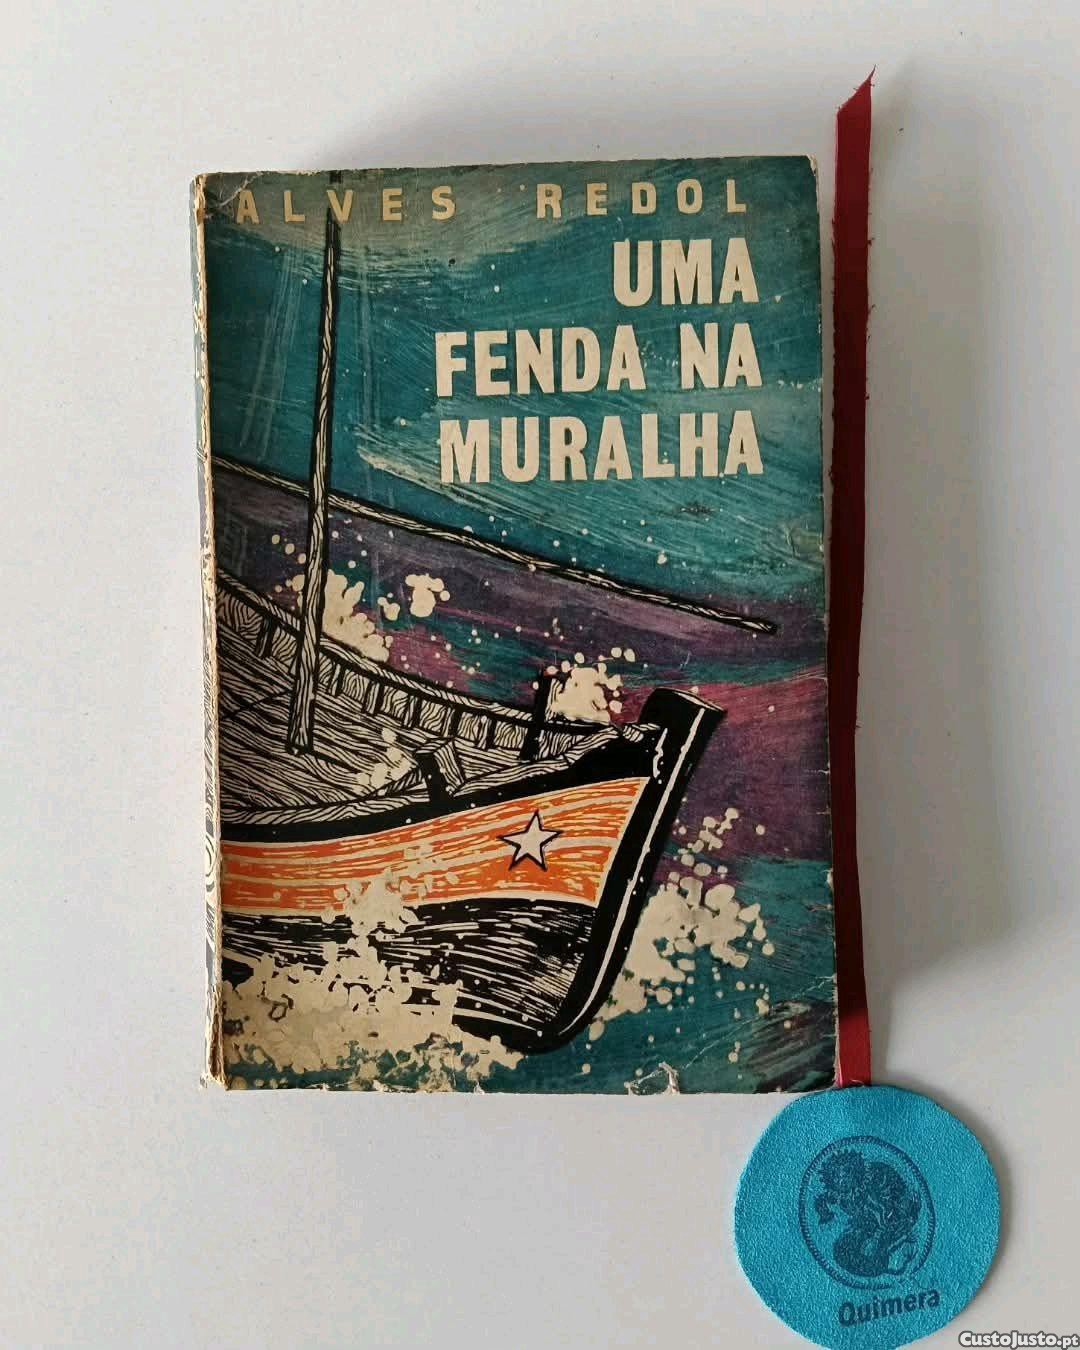 ALVES REDOL
UMA
FENDA NA
MURALHA
Quimera
CustoJusto.pt